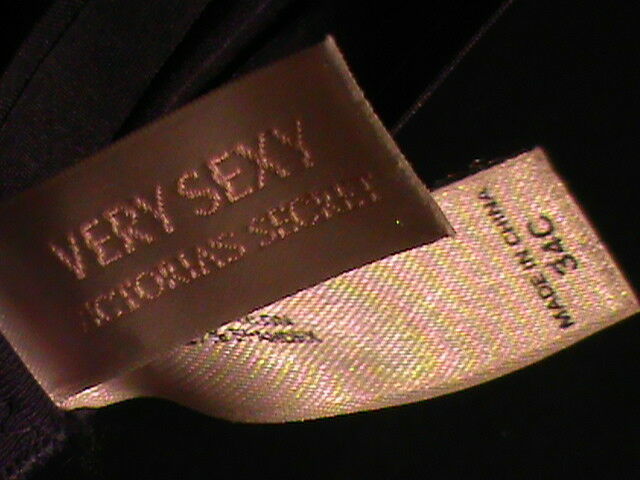 VERY SEXY
VICTORIA'S SECRET
34C
MADE IN CHINA